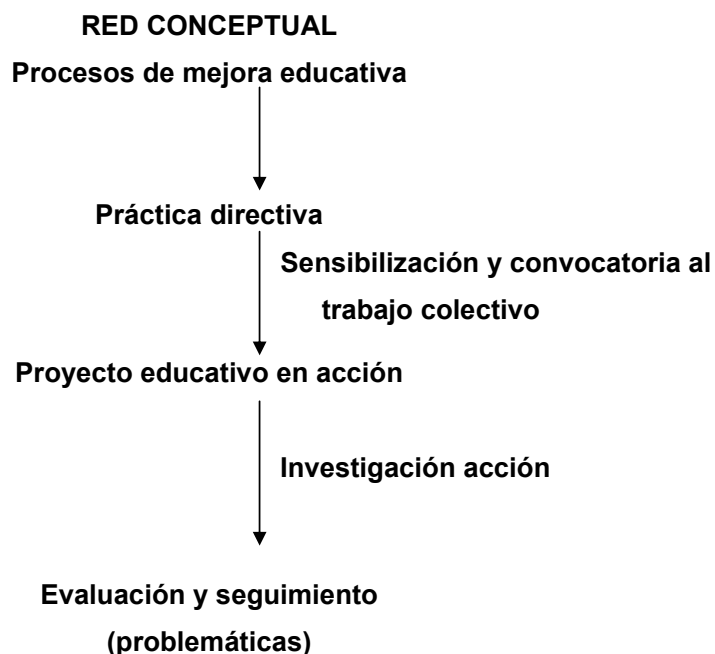 RED CONCEPTUAL
Procesos de mejora educativa
Práctica directiva
Sensibilización y convocatoria al
trabajo colectivo
Proyecto educativo en acción
Investigación acción
Evaluación y seguimiento
(problemáticas)